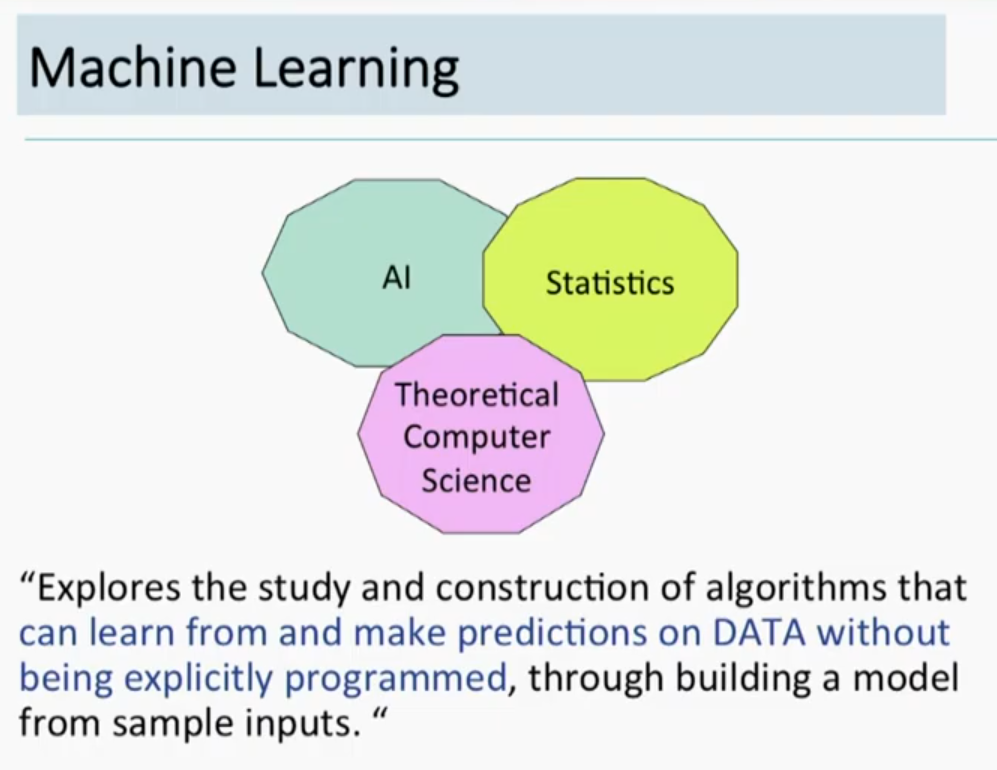 Machine Learning
AI
Statistics
Theoretical
Computer
Science
“Explores the study and construction of algorithms that
can learn from and make predictions on DATA without
being explicitly programmed, through building a model
from sample inputs. “